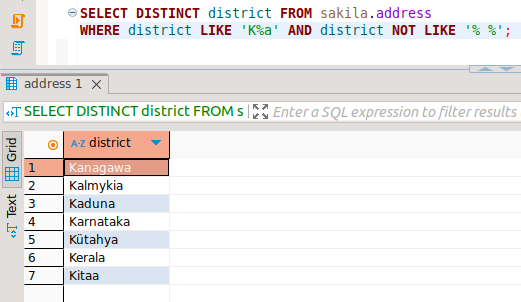 SELECT DISTINCT district FROM sakila.address
WHERE district LIKE 'K%a' AND district NOT LIKE '% %';
address 1
SELECT DISTINCT district FROM s
Enter a SQL expression to filter results
Grid
Text
A-Z district
1 Kanagawa
2 Kalmykia
3 Kaduna
4 Karnataka
5 Kütahya
6 Kerala
7 Kitaa